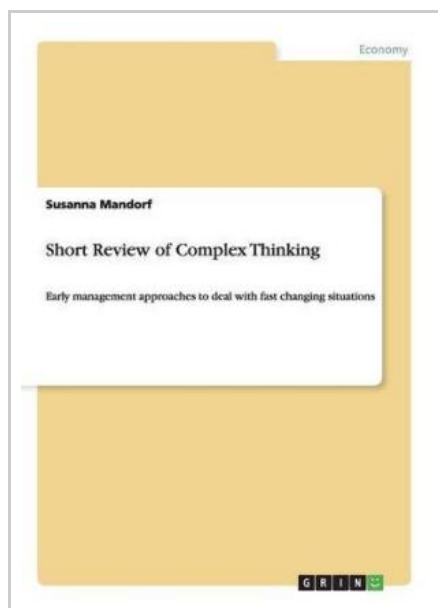 Economy
Susanna Mandorf
Short Review of Complex Thinking
Early management approaches to deal with fast changing situations
GRIN